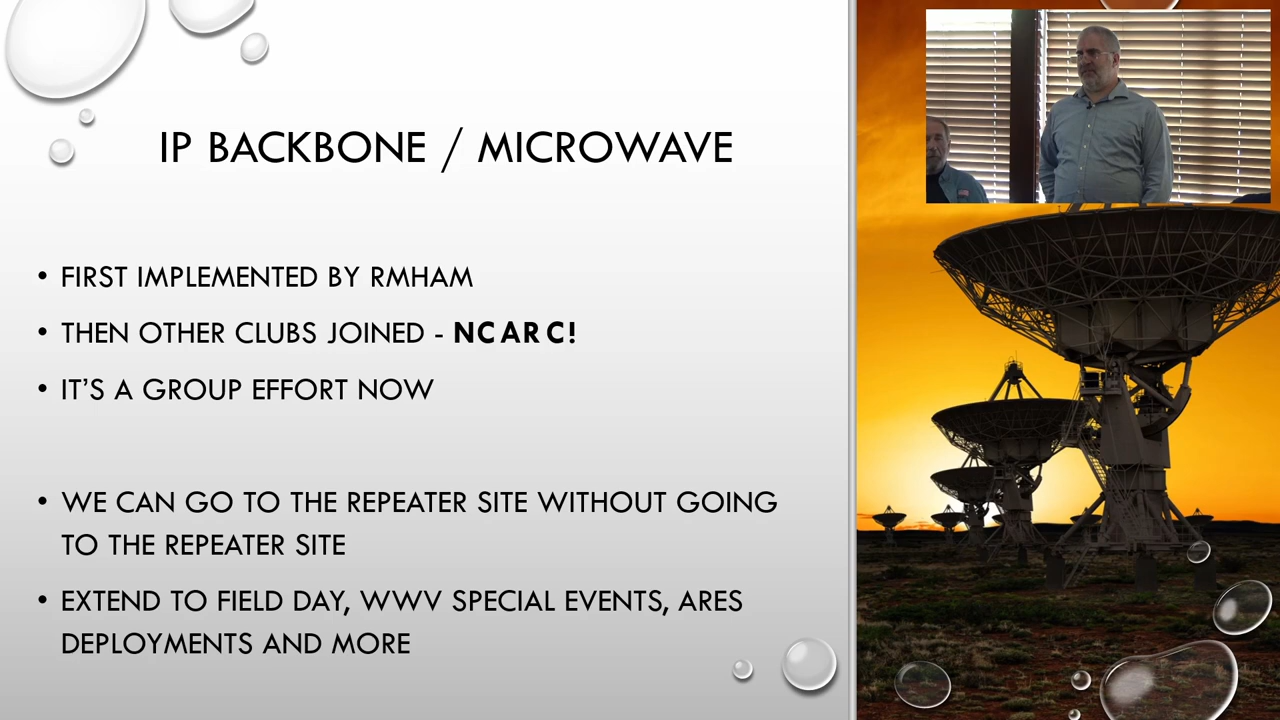 IP BACKBONE / MICROWAVE
• FIRST IMPLEMENTED BY RMHAM
• THEN OTHER CLUBS JOINED - NCARC!
• IT’S A GROUP EFFORT NOW
• WE CAN GO TO THE REPEATER SITE WITHOUT GOING
TO THE REPEATER SITE
• EXTEND TO FIELD DAY, WWV SPECIAL EVENTS, ARES
DEPLOYMENTS AND MORE